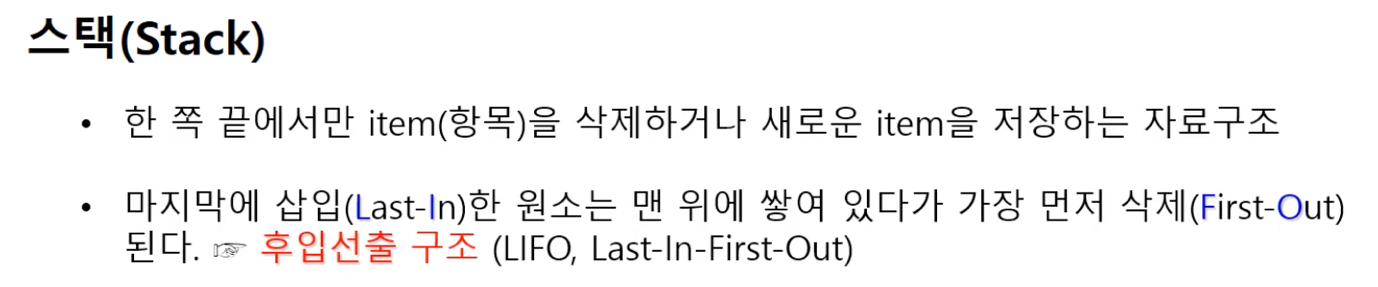 스택(Stack)
• 한 쪽 끝에서만 item(항목)을 삭제하거나 새로운 item을 저장하는 자료구조
• 마지막에 삽입(Last-In)한 원소는 맨 위에 쌓여 있다가 가장 먼저 삭제(First-Out)
된다. ☞ 후입선출 구조 (LIFO, Last-In-First-Out)